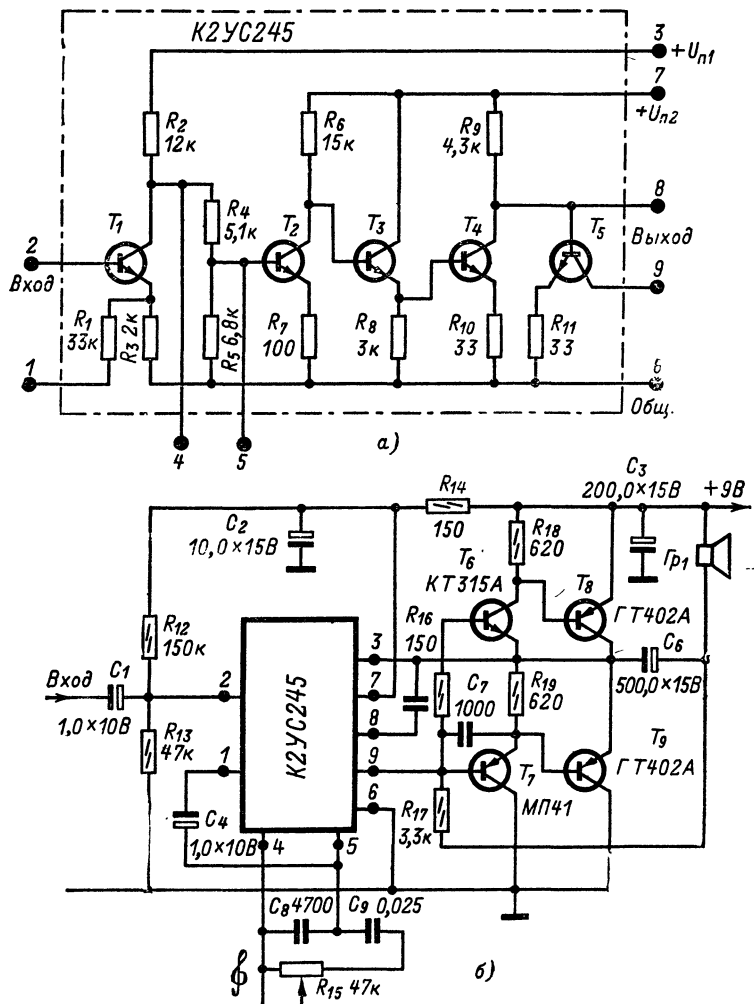 К2УС245
3
+Uп1
7
+Uп2
R2
12к
R6
15к
R9
4,3к
8
Выход
R4
5,1к
T1
T2
T3
T4
T5
2
Вход
9
R1
33к
R3 2к
R5 6,8к
R7
100
R8
3к
R10
33
R11
33
1
6
Общ.
4
5
а)
C3
200,0×15В
+9В
R14
150
C2
10,0×15В
R18
620
Гр1
T6
КТ315А
T8
ГТ402А
R16
150
R12
150к
3
C6
500,0×15В
Вход
C1
1,0×10В
2
К2УС245
7
C7
1000
R19
620
8
R13
47к
1
9
T9
ГТ402А
T7
МП41
6
R17
3,3к
C4
1,0×10В
4
5
C8 4700
C9 0,025
R15 47к
б)